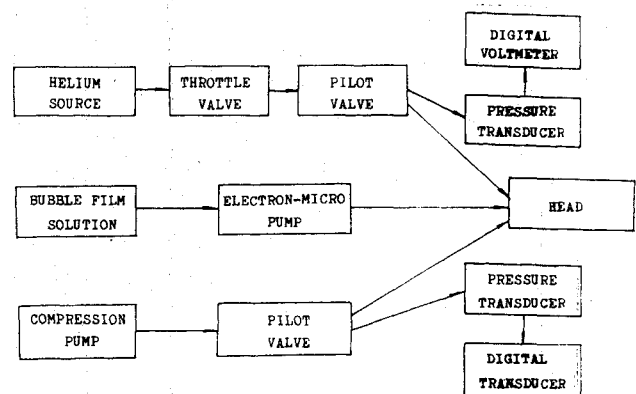 DIGITAL
VOLTMETER
HELIUM
SOURCE
THROTTLE
VALVE
PILOT
VALVE
PRESSURE
TRANSDUCER
BUBBLE FILM
SOLUTION
ELECTRON-MICRO
PUMP
HEAD
PRESSURE
TRANSDUCER
COMPRESSION
PUMP
PILOT
VALVE
DIGITAL
TRANSDUCER